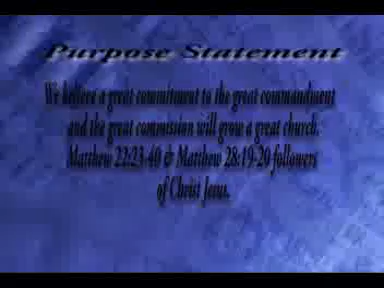 Purpose Statement
We believe a great commitment to the great commandment
and the great commission will grow a great church.
Matthew 22:23-40 & Matthew 28:19-20 followers
of Christ Jesus.